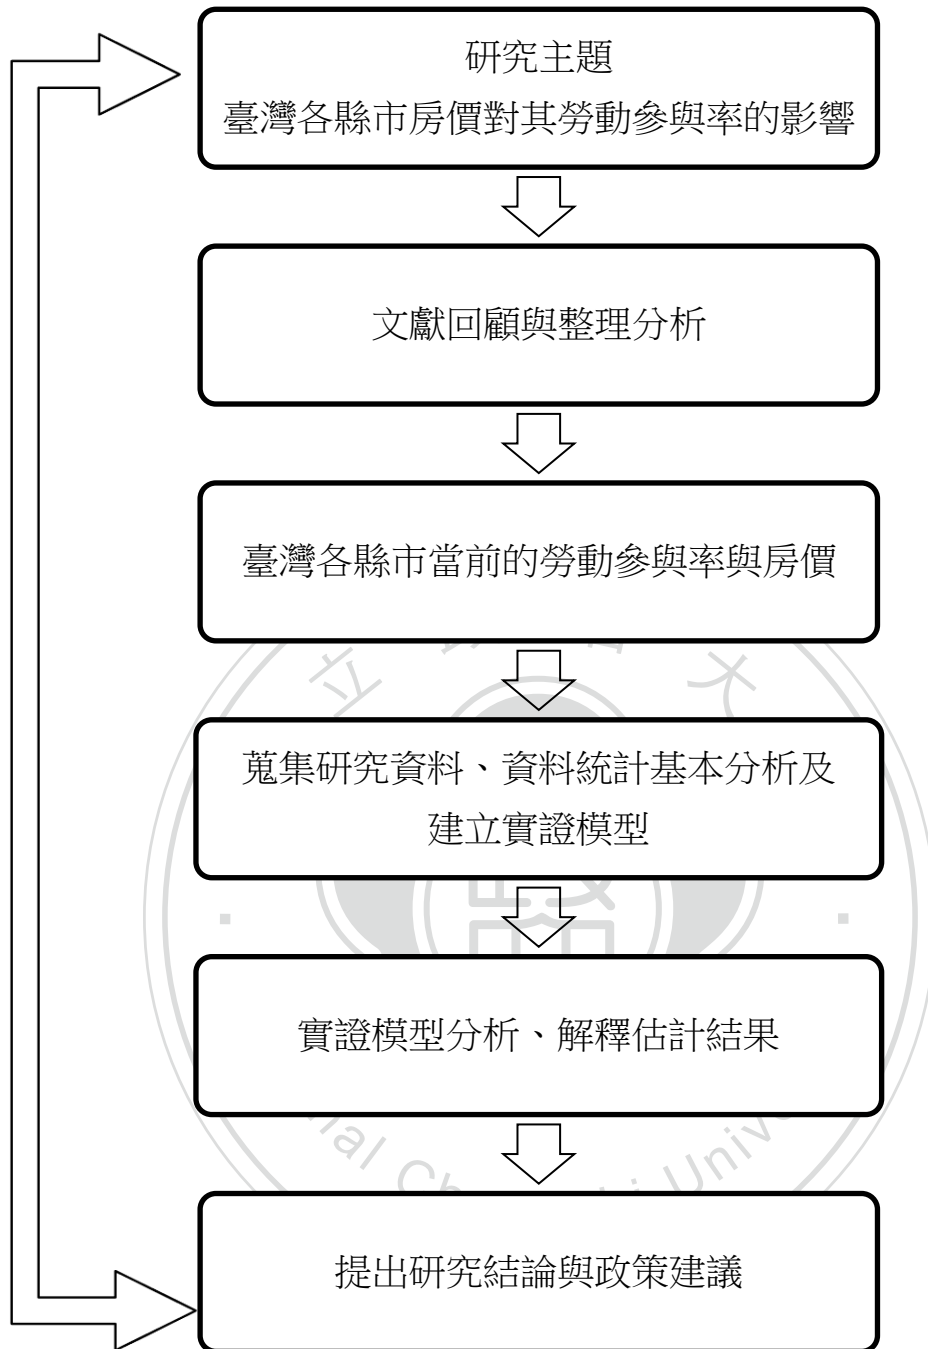 研究主題
臺灣各縣市房價對其勞動參與率的影響
文獻回顧與整理分析
臺灣各縣市當前的勞動參與率與房價
立 大
蒐集研究資料、資料統計基本分析及
建立實證模型
實證模型分析、解釋估計結果
提出研究結論與政策建議